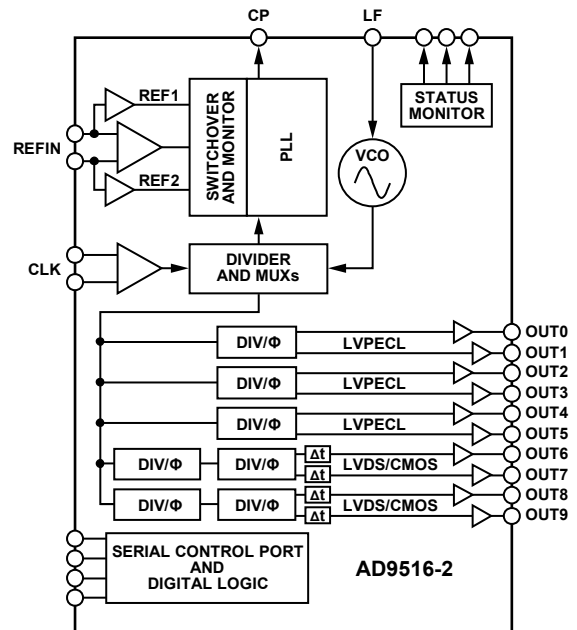 CP
LF
REF1
REFIN
REF2
SWITCHOVER
AND MONITOR
PLL
STATUS
MONITOR
VCO
CLK
DIVIDER
AND MUXs
DIV/Φ
LVPECL
OUT0
OUT1
DIV/Φ
LVPECL
OUT2
OUT3
DIV/Φ
LVPECL
OUT4
OUT5
DIV/Φ
DIV/Φ
Δt
Δt
LVDS/CMOS
OUT6
OUT7
DIV/Φ
DIV/Φ
Δt
Δt
LVDS/CMOS
OUT8
OUT9
SERIAL CONTROL PORT
AND
DIGITAL LOGIC
AD9516-2